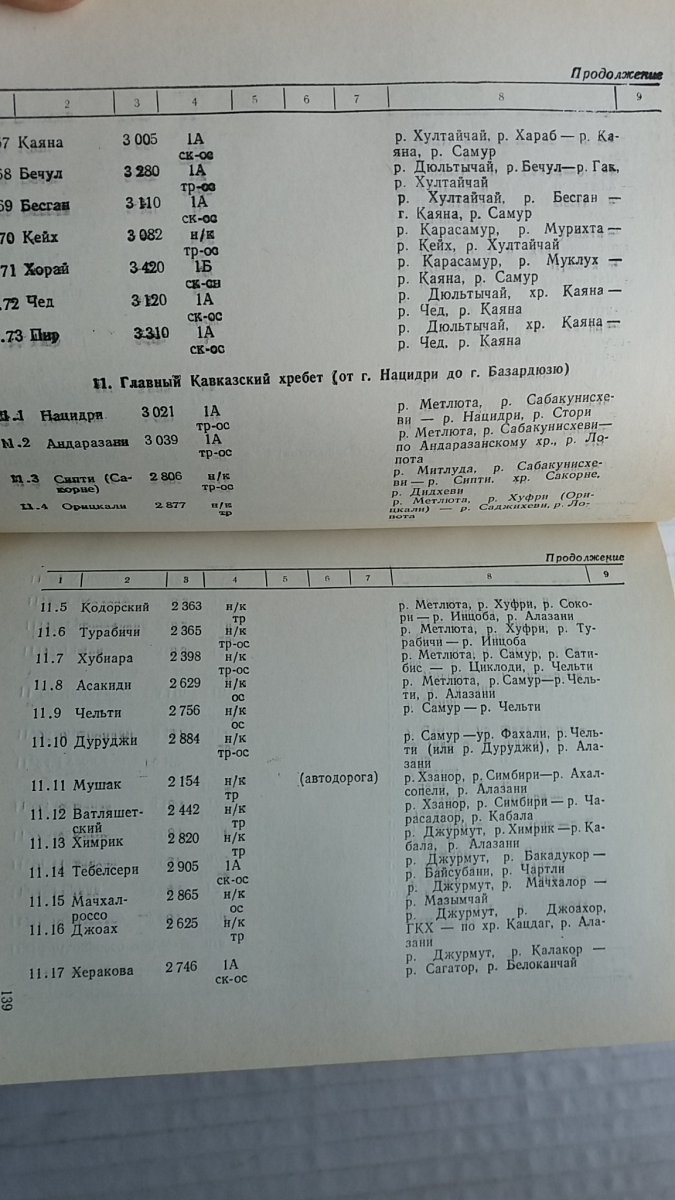 Продолжение
2 3 4 5 6 7 8 9
67 Каяна 3 005 1А р. Хултайчай, р. Хараб — р. Ка-
ск-ос яна, р. Самур
68 Бечул 3 280 1А р. Дюльтычай, р. Бечул—р. Гак,
тр-ос р. Хултайчай
69 Бесган 3 110 1А р. Хултайчай, р. Бесган —
ск-ос г. Каяна, р. Самур
70 Кейх 3 082 н/к р. Карасамур, р. Мурихта —
тр-ос р. Кейх, р. Хултайчай
71 Хорай 3 420 1Б р. Карасамур, р. Муклух —
ск-сн р. Каяна, р. Самур
.72 Чед 3 120 1А р. Дюльтычай, хр. Каяна —
ск-ос р. Чед, р. Каяна
.73 Пир 3 310 1А р. Дюльтычай, хр. Каяна —
ск-ос р. Чед, р. Каяна
11. Главный Кавказский хребет (от г. Нацидри до г. Базардюзю)
11.1 Нацидри 3 021 1А р. Метлюта, р. Сабакунисхе-
тр-ос ви — р. Нацидри, р. Стори
11.2 Андаразани 3 039 1А р. Метлюта, р. Сабакунисхеви—
тр-ос по Андаразанскому хр., р. Ло-
пота
11.3 Сипти (Са- 2 806 н/к р. Митлуда, р. Сабакунисхе-
корне) тр-ос ви — р. Сипти, хр. Сакорне,
р. Дидхеви
11.4 Орицкали 2 877 н/к р. Метлюта, р. Хуфри (Ори-
тр цкали) — р. Саджихеви, р. Ло-
пота
Продолжение
1 2 3 4 5 6 7 8 9
11.5 Кодорский 2 363 н/к р. Метлюта, р. Хуфри, р. Соко-
тр ри — р. Инцоба, р. Алазани
11.6 Турабичи 2 365 н/к р. Метлюта, р. Хуфри, р. Ту-
тр-ос рабичи — р. Инцоба
11.7 Хубиара 2 398 н/к р. Метлюта, р. Самур, р. Сати-
тр-ос бис — р. Циклоди, р. Чельти
11.8 Асакиди 2 629 н/к р. Метлюта, р. Самур—р. Чель-
ос ти, р. Алазани
11.9 Чельти 2 756 н/к р. Самур — р. Чельти
ос
11.10 Дуруджи 2 884 н/к р. Самур —ур. Фахали, р. Чель-
тр-ос ти (или р. Дуруджи), р. Ала-
зани
11.11 Мушак 2 154 н/к (автодорога) р. Хзанор, р. Симбири—р. Ахал-
тр сопели, р. Алазани
11.12 Ватляшет- 2 442 н/к р. Хзанор, р. Симбири — р. Ча-
ский тр расадаор, р. Кабала
11.13 Химрик 2 820 н/к р. Джурмут, р. Химрик —р. Ка-
тр бала, р. Алазани
11.14 Тебелсери 2 905 1А р. Джурмут, р. Бакадукор —
ск-ос р. Байсубани, р. Чартли
11.15 Мачхал- 2 865 н/к р. Джурмут, р. Мачхалор —
россо ос р. Мазымчай
11.16 Джоах 2 625 н/к р. Джурмут, р. Джоахор,
тр ГКХ — по хр. Кацдаг, р. Ала-
зани
11.17 Херакова 2 746 1А р. Джурмут, р. Калакор —
ск-ос р. Сагатор, р. Белоканчай
139